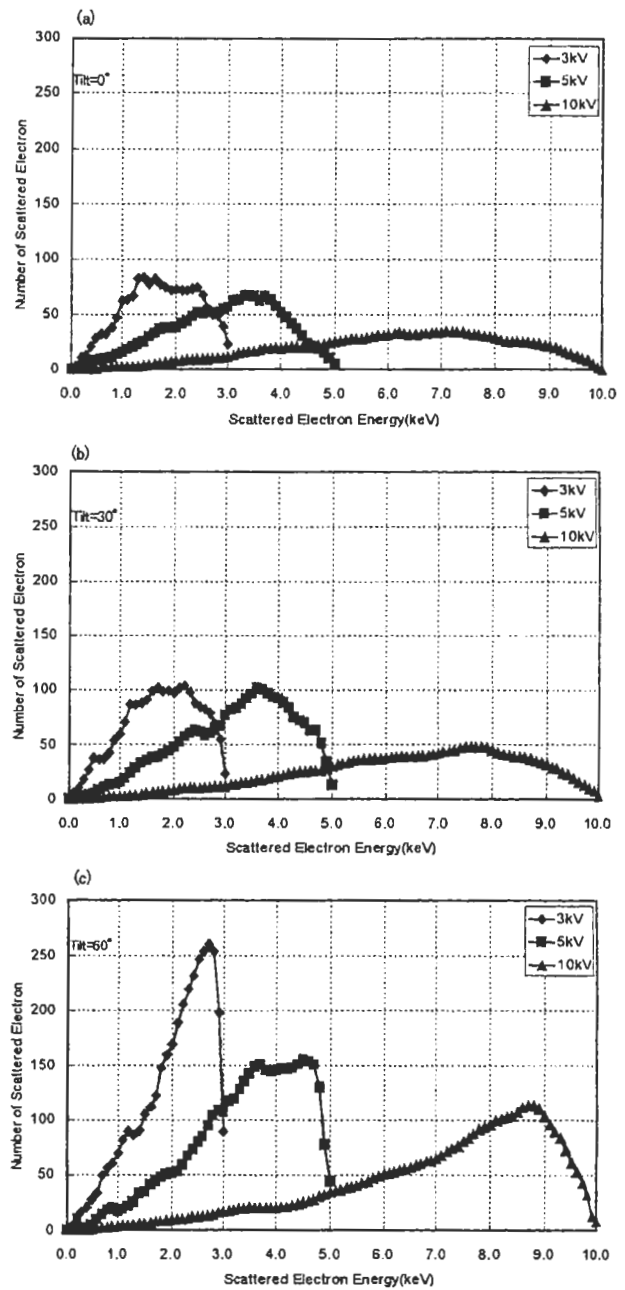 (a)
300
250
200
150
100
50
0
Number of Scattered Electron
Tilt=0°
3kV
5kV
10kV
0.0 1.0 2.0 3.0 4.0 5.0 6.0 7.0 8.0 9.0 10.0
Scattered Electron Energy(keV)
(b)
300
250
200
150
100
50
0
Number of Scattered Electron
Tilt=30°
3kV
5kV
10kV
0.0 1.0 2.0 3.0 4.0 5.0 6.0 7.0 8.0 9.0 10.0
Scattered Electron Energy(keV)
(c)
300
250
200
150
100
50
0
Number of Scattered Electron
Tilt=60°
3kV
5kV
10kV
0.0 1.0 2.0 3.0 4.0 5.0 6.0 7.0 8.0 9.0 10.0
Scattered Electron Energy(keV)